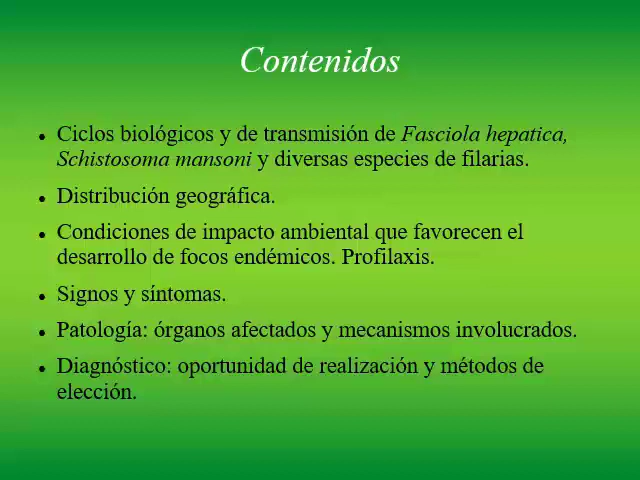 Contenidos
• Ciclos biológicos y de transmisión de Fasciola hepatica,
Schistosoma mansoni y diversas especies de filarias.
• Distribución geográfica.
• Condiciones de impacto ambiental que favorecen el
desarrollo de focos endémicos. Profilaxis.
• Signos y síntomas.
• Patología: órganos afectados y mecanismos involucrados.
• Diagnóstico: oportunidad de realización y métodos de
elección.